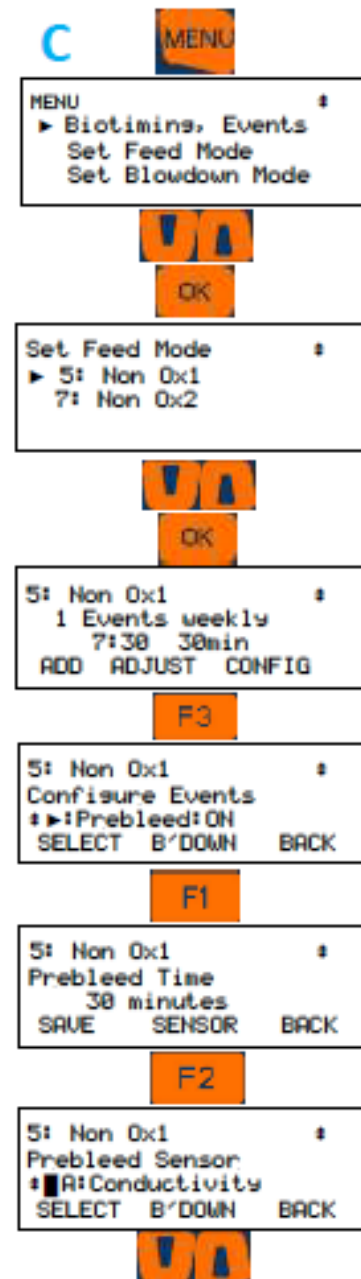 C
MENU
MENU ⬍
► Biotiming, Events
Set Feed Mode
Set Blowdown Mode
OK
Set Feed Mode ⬍
► 5: Non Ox1
7: Non Ox2
OK
5: Non Ox1 ⬍
1 Events weekly
7:30 30min
ADD ADJUST CONFIG
F3
5: Non Ox1 ⬍
Configure Events
⬍►:Prebleed:ON
SELECT B'DOWN BACK
F1
5: Non Ox1 ⬍
Prebleed Time
30 minutes
SAVE SENSOR BACK
F2
5: Non Ox1 ⬍
Prebleed Sensor
⬍█A:Conductivity
SELECT B'DOWN BACK